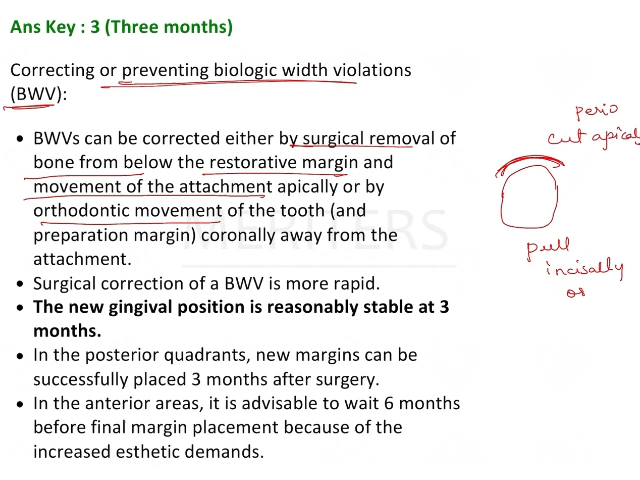 Ans Key : 3 (Three months)
Correcting or preventing biologic width violations
(BWV):
• BWVs can be corrected either by surgical removal of
bone from below the restorative margin and
movement of the attachment apically or by
orthodontic movement of the tooth (and
preparation margin) coronally away from the
attachment.
• Surgical correction of a BWV is more rapid.
• The new gingival position is reasonably stable at 3
months.
• In the posterior quadrants, new margins can be
successfully placed 3 months after surgery.
• In the anterior areas, it is advisable to wait 6 months
before final margin placement because of the
increased esthetic demands.
perio
cut apically
pull
incisally
or
MERITERS